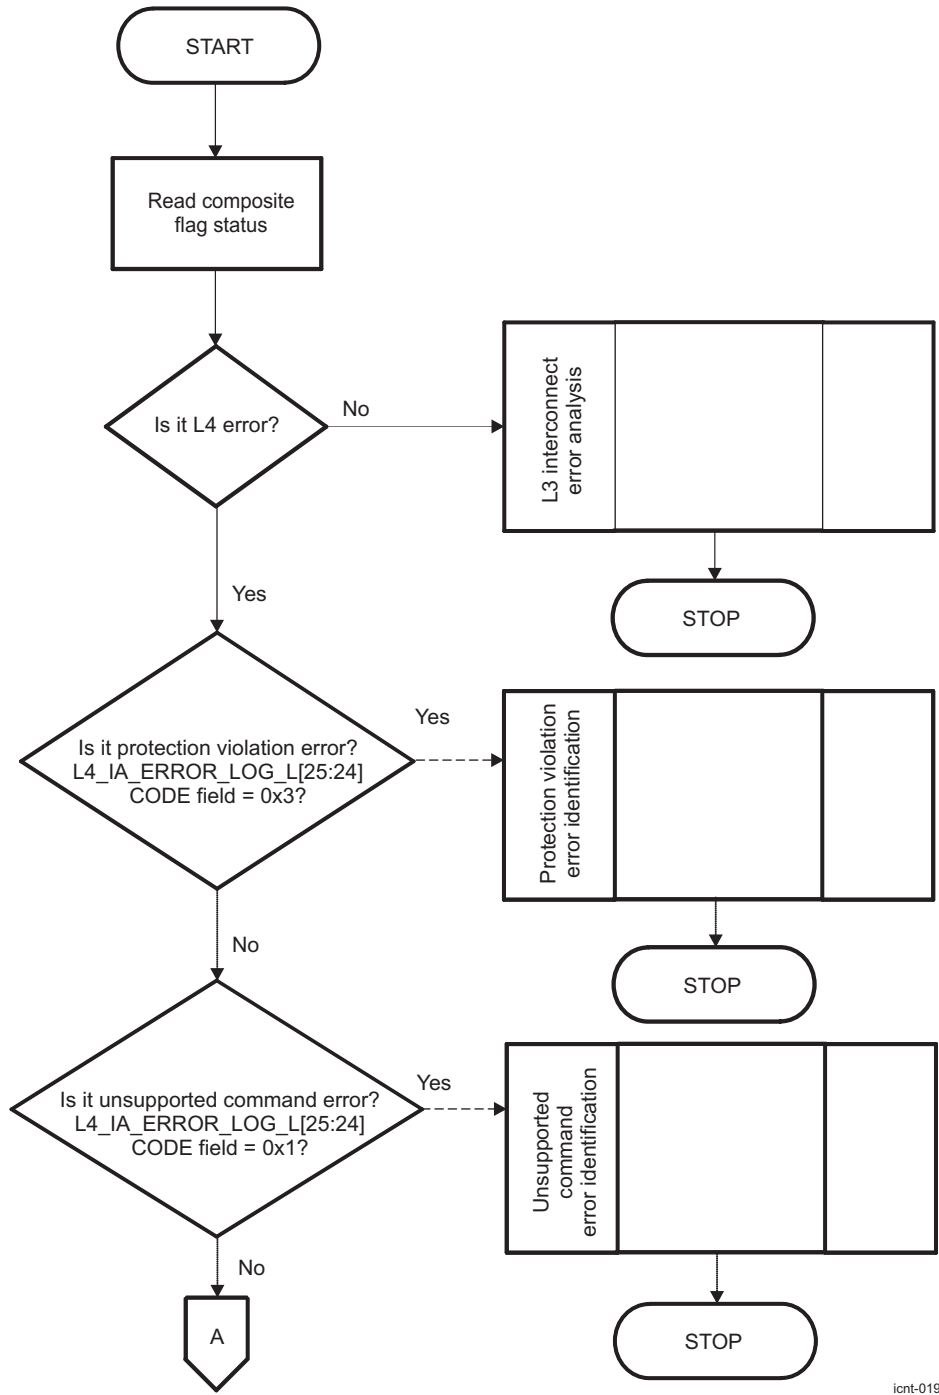 START
Read composite
flag status
Is it L4 error?
No
L3 interconnect
error analysis
STOP
Yes
Is it protection violation error?
L4_IA_ERROR_LOG_L[25:24]
CODE field = 0x3?
Yes
Protection violation
error identification
STOP
No
Is it unsupported command error?
L4_IA_ERROR_LOG_L[25:24]
CODE field = 0x1?
Yes
Unsupported
command
error identification
STOP
No
A
icnt-019